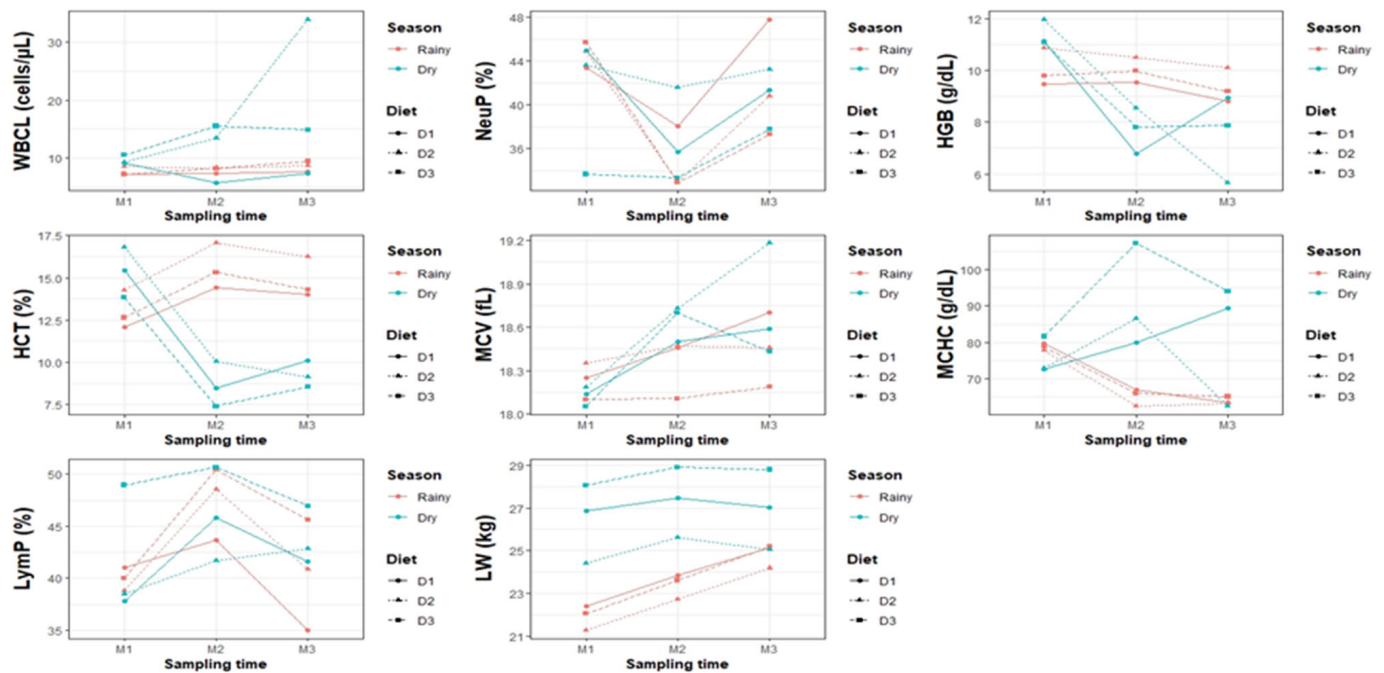 WBCL (cells/µL)
30
20
10
M1 M2 M3
Sampling time
Season
Rainy
Dry
Diet
D1
D2
D3
NeuP (%)
48
44
40
36
M1 M2 M3
Sampling time
Season
Rainy
Dry
Diet
D1
D2
D3
HGB (g/dL)
12
10
8
6
M1 M2 M3
Sampling time
Season
Rainy
Dry
Diet
D1
D2
D3
HCT (%)
17.5
15.0
12.5
10.0
7.5
M1 M2 M3
Sampling time
Season
Rainy
Dry
Diet
D1
D2
D3
MCV (fL)
19.2
18.9
18.6
18.3
18.0
M1 M2 M3
Sampling time
Season
Rainy
Dry
Diet
D1
D2
D3
MCHC (g/dL)
100
90
80
70
M1 M2 M3
Sampling time
Season
Rainy
Dry
Diet
D1
D2
D3
LymP (%)
50
45
40
35
M1 M2 M3
Sampling time
Season
Rainy
Dry
Diet
D1
D2
D3
LW (kg)
29
27
25
23
21
M1 M2 M3
Sampling time
Season
Rainy
Dry
Diet
D1
D2
D3